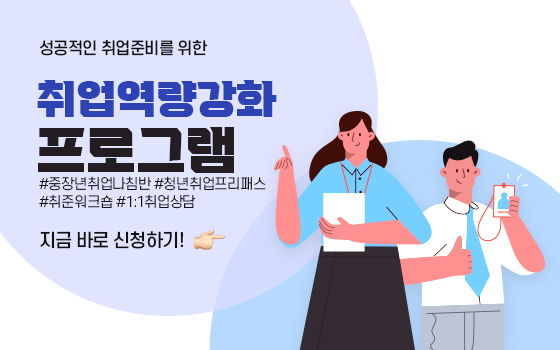 성공적인 취업준비를 위한
취업역량강화
프로그램
#중장년취업나침반 #청년취업프리패스
#취준워크숍 #1:1취업상담
지금 바로 신청하기!